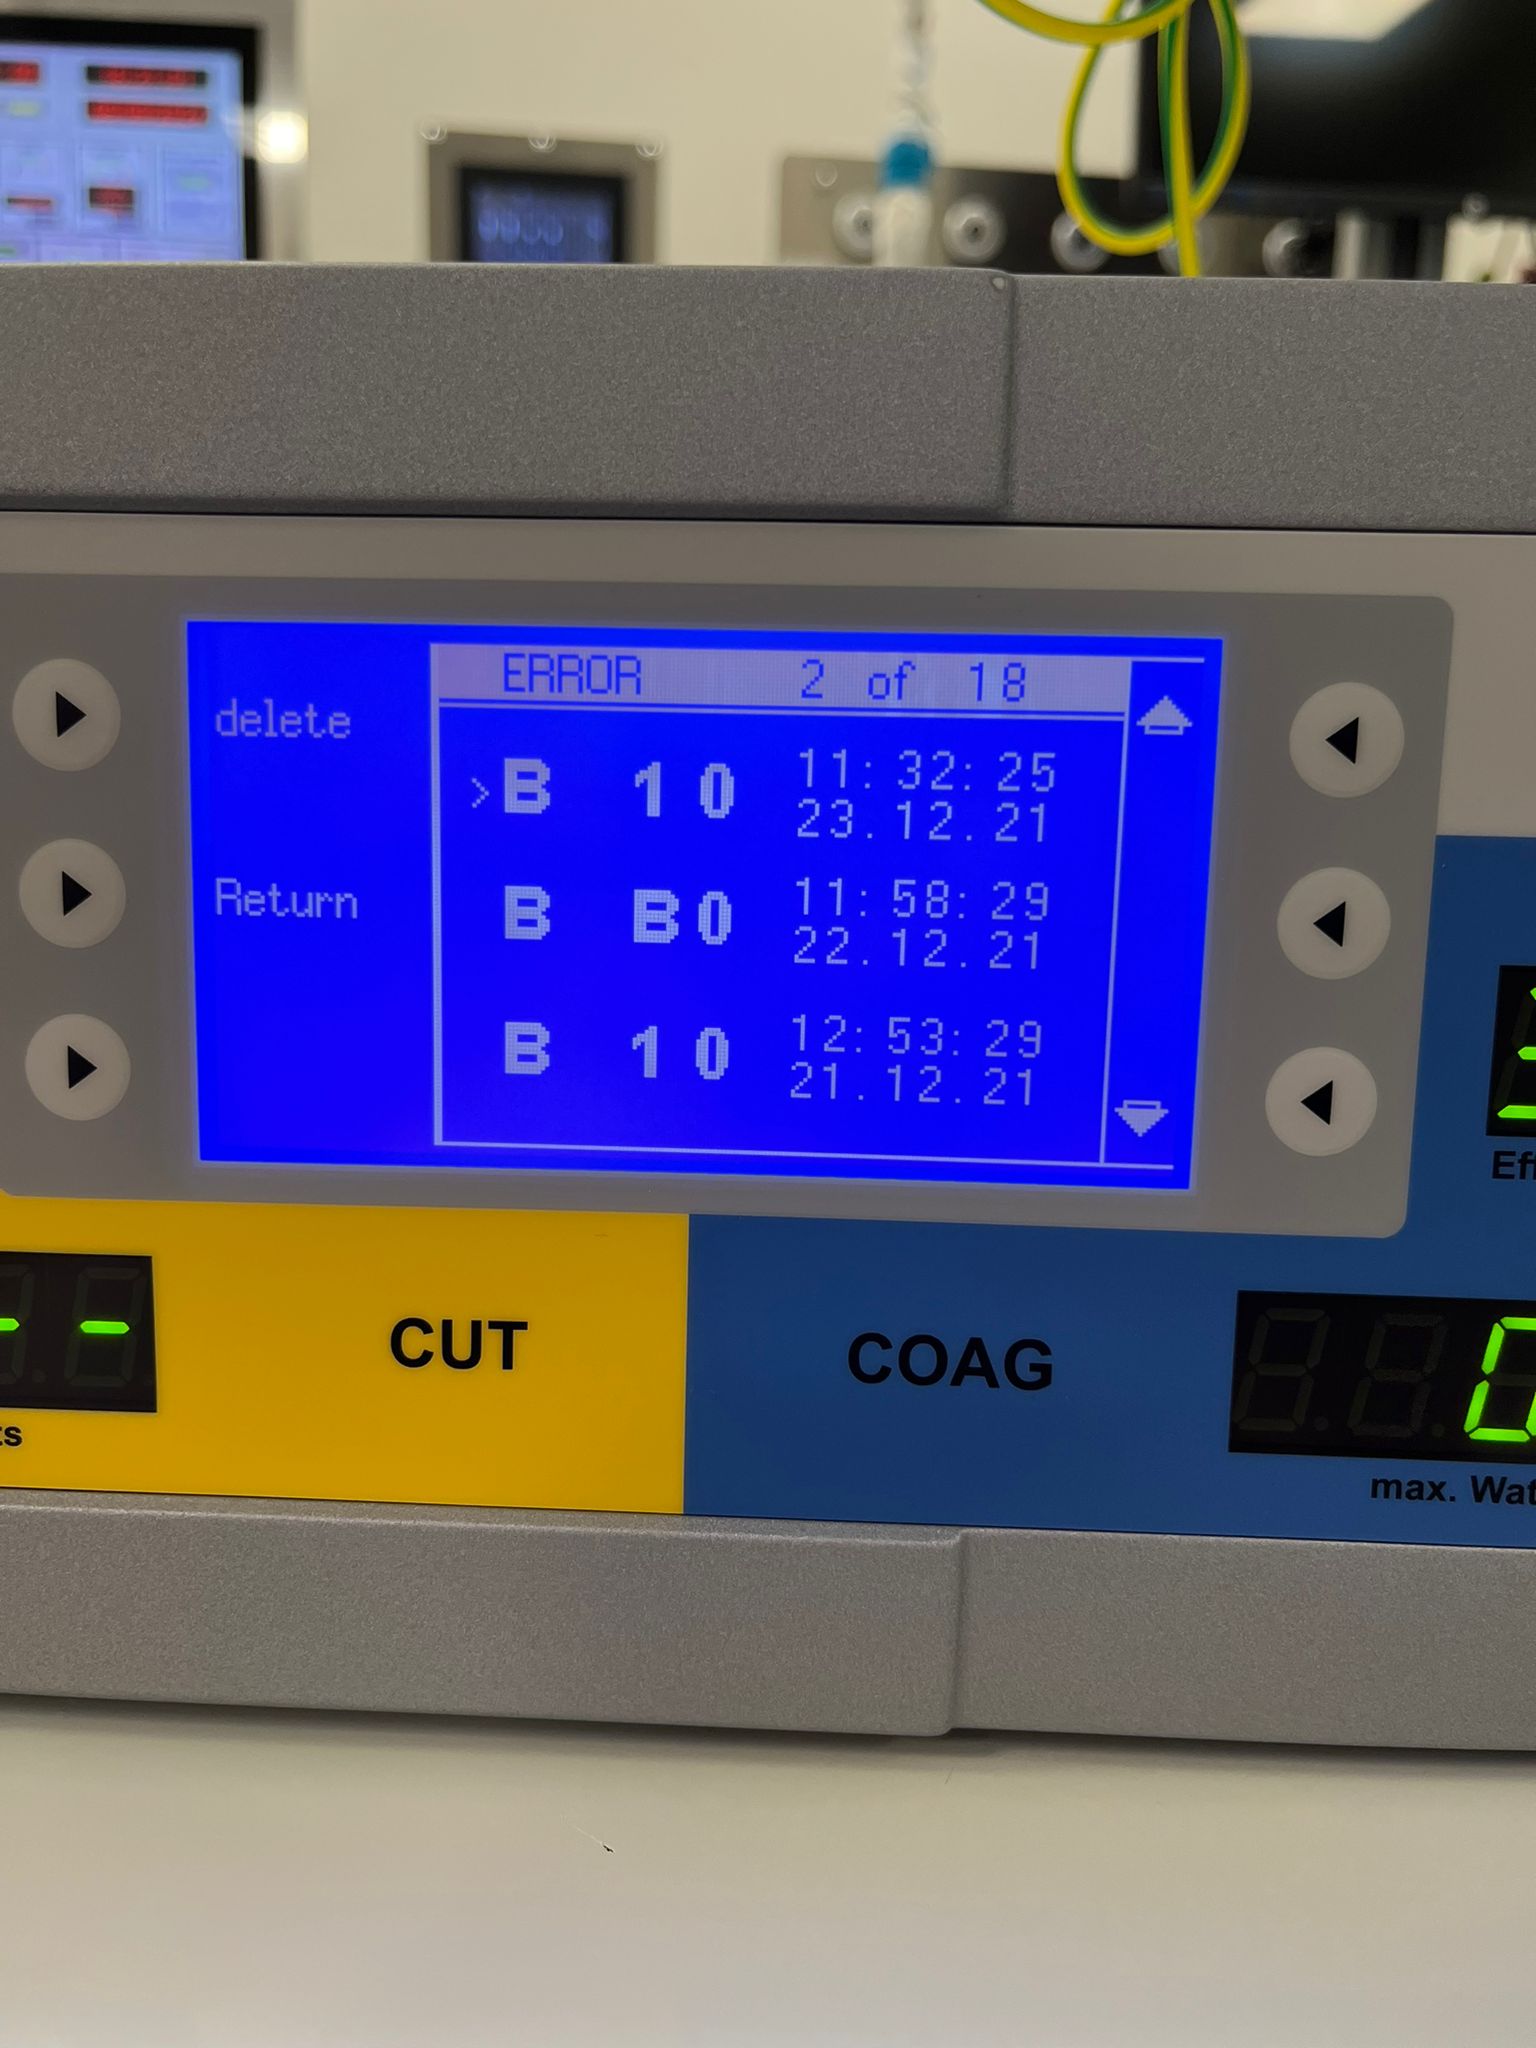 ERROR 2 of 18
delete
>B 10 11:32:25
23.12.21
Return
B B0 11:58:29
22.12.21
B 10 12:53:29
21.12.21
CUT
COAG
max.